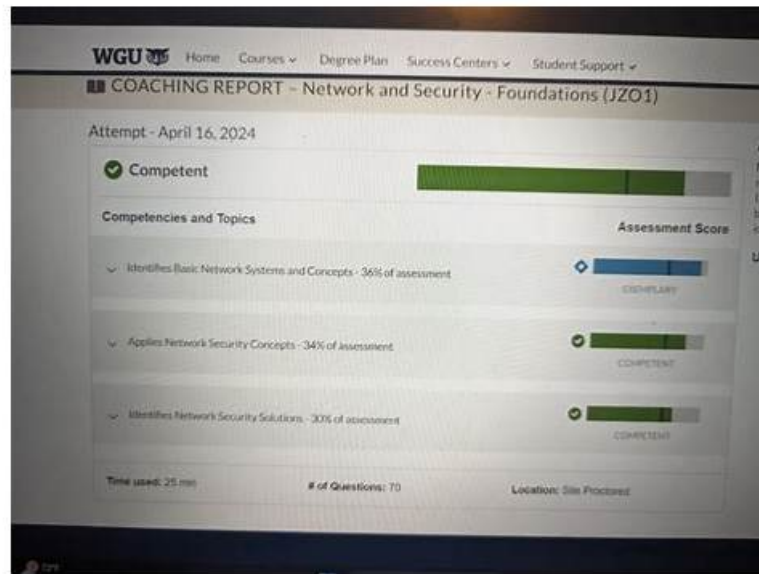 WGU Home Courses Degree Plan Success Centers Student Support
COACHING REPORT – Network and Security - Foundations (JZO1)
Attempt - April 16, 2024
Competent
Competencies and Topics Assessment Score
Identifies Basic Network Systems and Concepts - 36% of assessment
EXEMPLARY
Applies Network Security Concepts - 34% of assessment
COMPETENT
Identifies Network Security Solutions - 30% of assessment
COMPETENT
Time used: 25 min # of Questions: 70 Location: Site Proctored